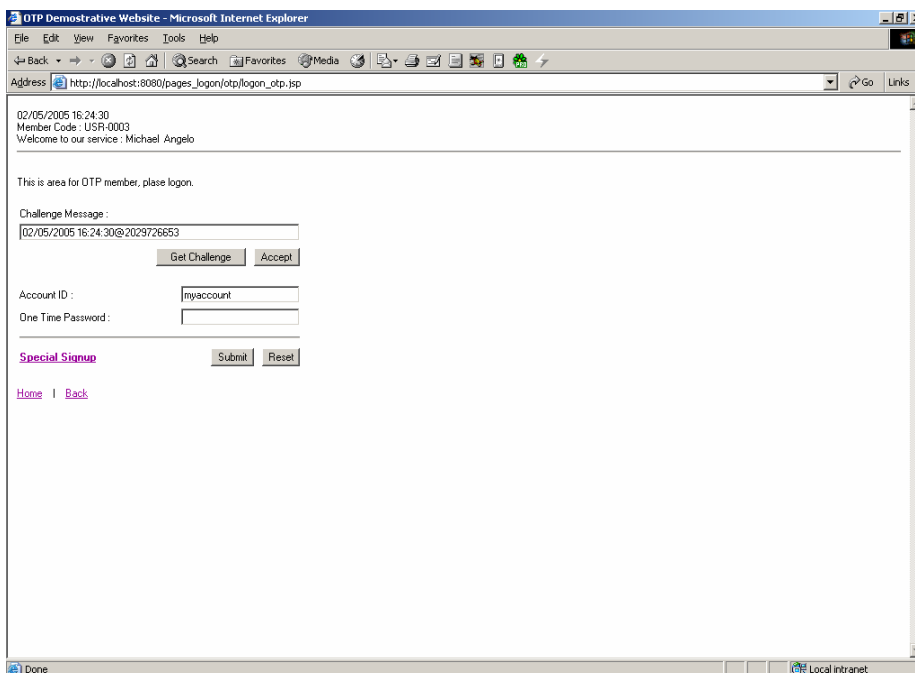 OTP Demostrative Website - Microsoft Internet Explorer
File Edit View Favorites Tools Help
Back Search Favorites Media
Address http://localhost:8080/pages_logon/otp/logon_otp.jsp Go Links
02/05/2005 16:24:30
Member Code : USR-0003
Welcome to our service : Michael Angelo
This is area for OTP member, plase logon.
Challenge Message :
02/05/2005 16:24:30@2029726653
Get Challenge Accept
Account ID : myaccount
One Time Password :
Special Signup Submit Reset
Home | Back
Done Local intranet